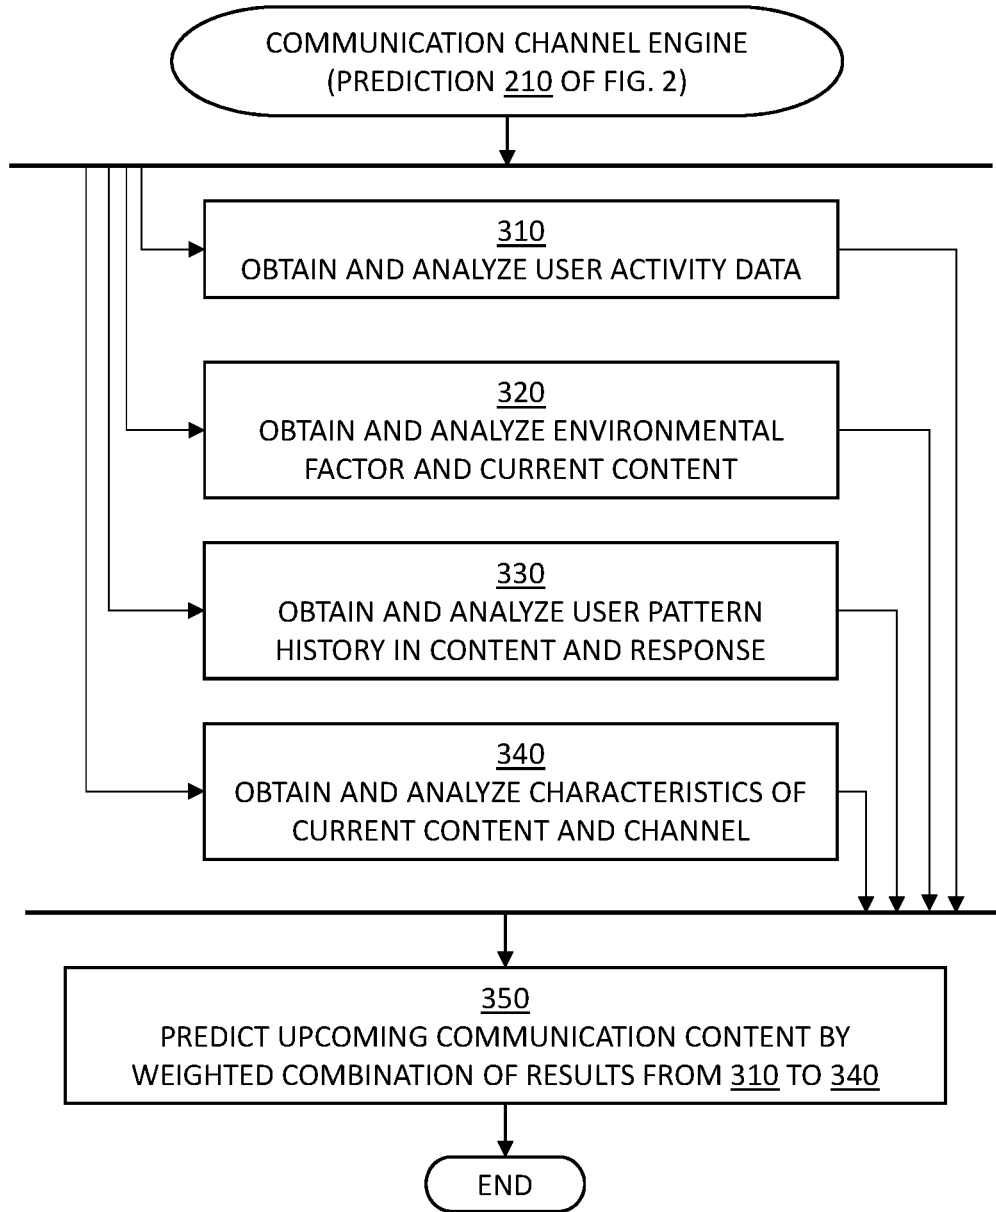 COMMUNICATION CHANNEL ENGINE
(PREDICTION 210 OF FIG. 2)
310
OBTAIN AND ANALYZE USER ACTIVITY DATA
320
OBTAIN AND ANALYZE ENVIRONMENTAL
FACTOR AND CURRENT CONTENT
330
OBTAIN AND ANALYZE USER PATTERN
HISTORY IN CONTENT AND RESPONSE
340
OBTAIN AND ANALYZE CHARACTERISTICS OF
CURRENT CONTENT AND CHANNEL
350
PREDICT UPCOMING COMMUNICATION CONTENT BY
WEIGHTED COMBINATION OF RESULTS FROM 310 TO 340
END